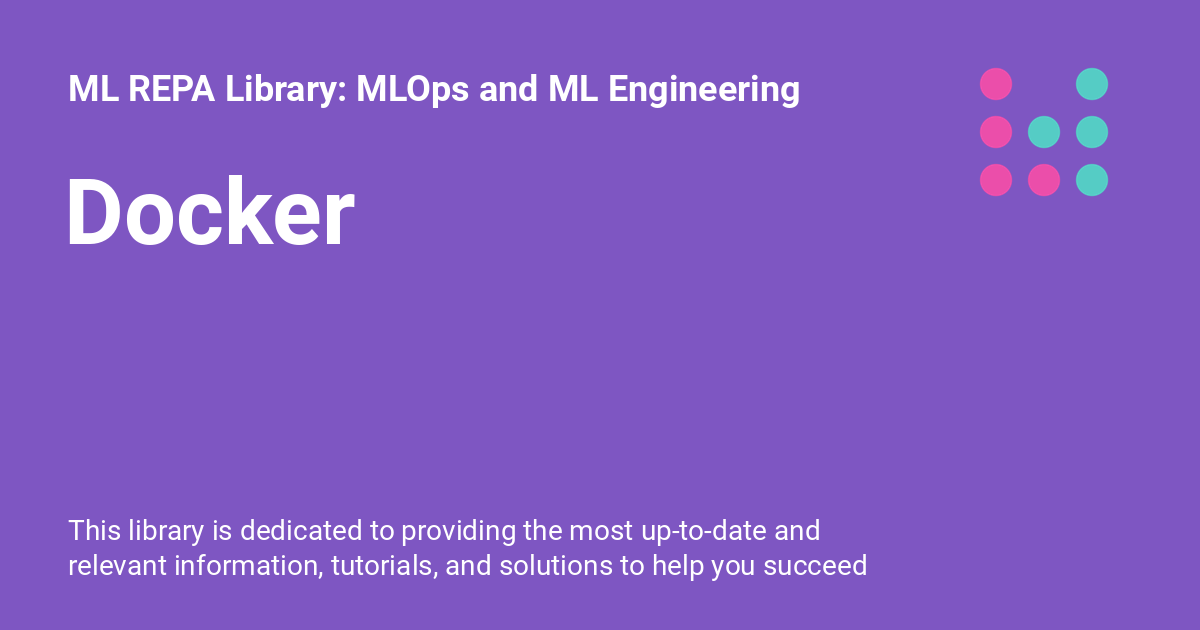 ML REPA Library: MLOps and ML Engineering
Docker
This library is dedicated to providing the most up-to-date and
relevant information, tutorials, and solutions to help you succeed